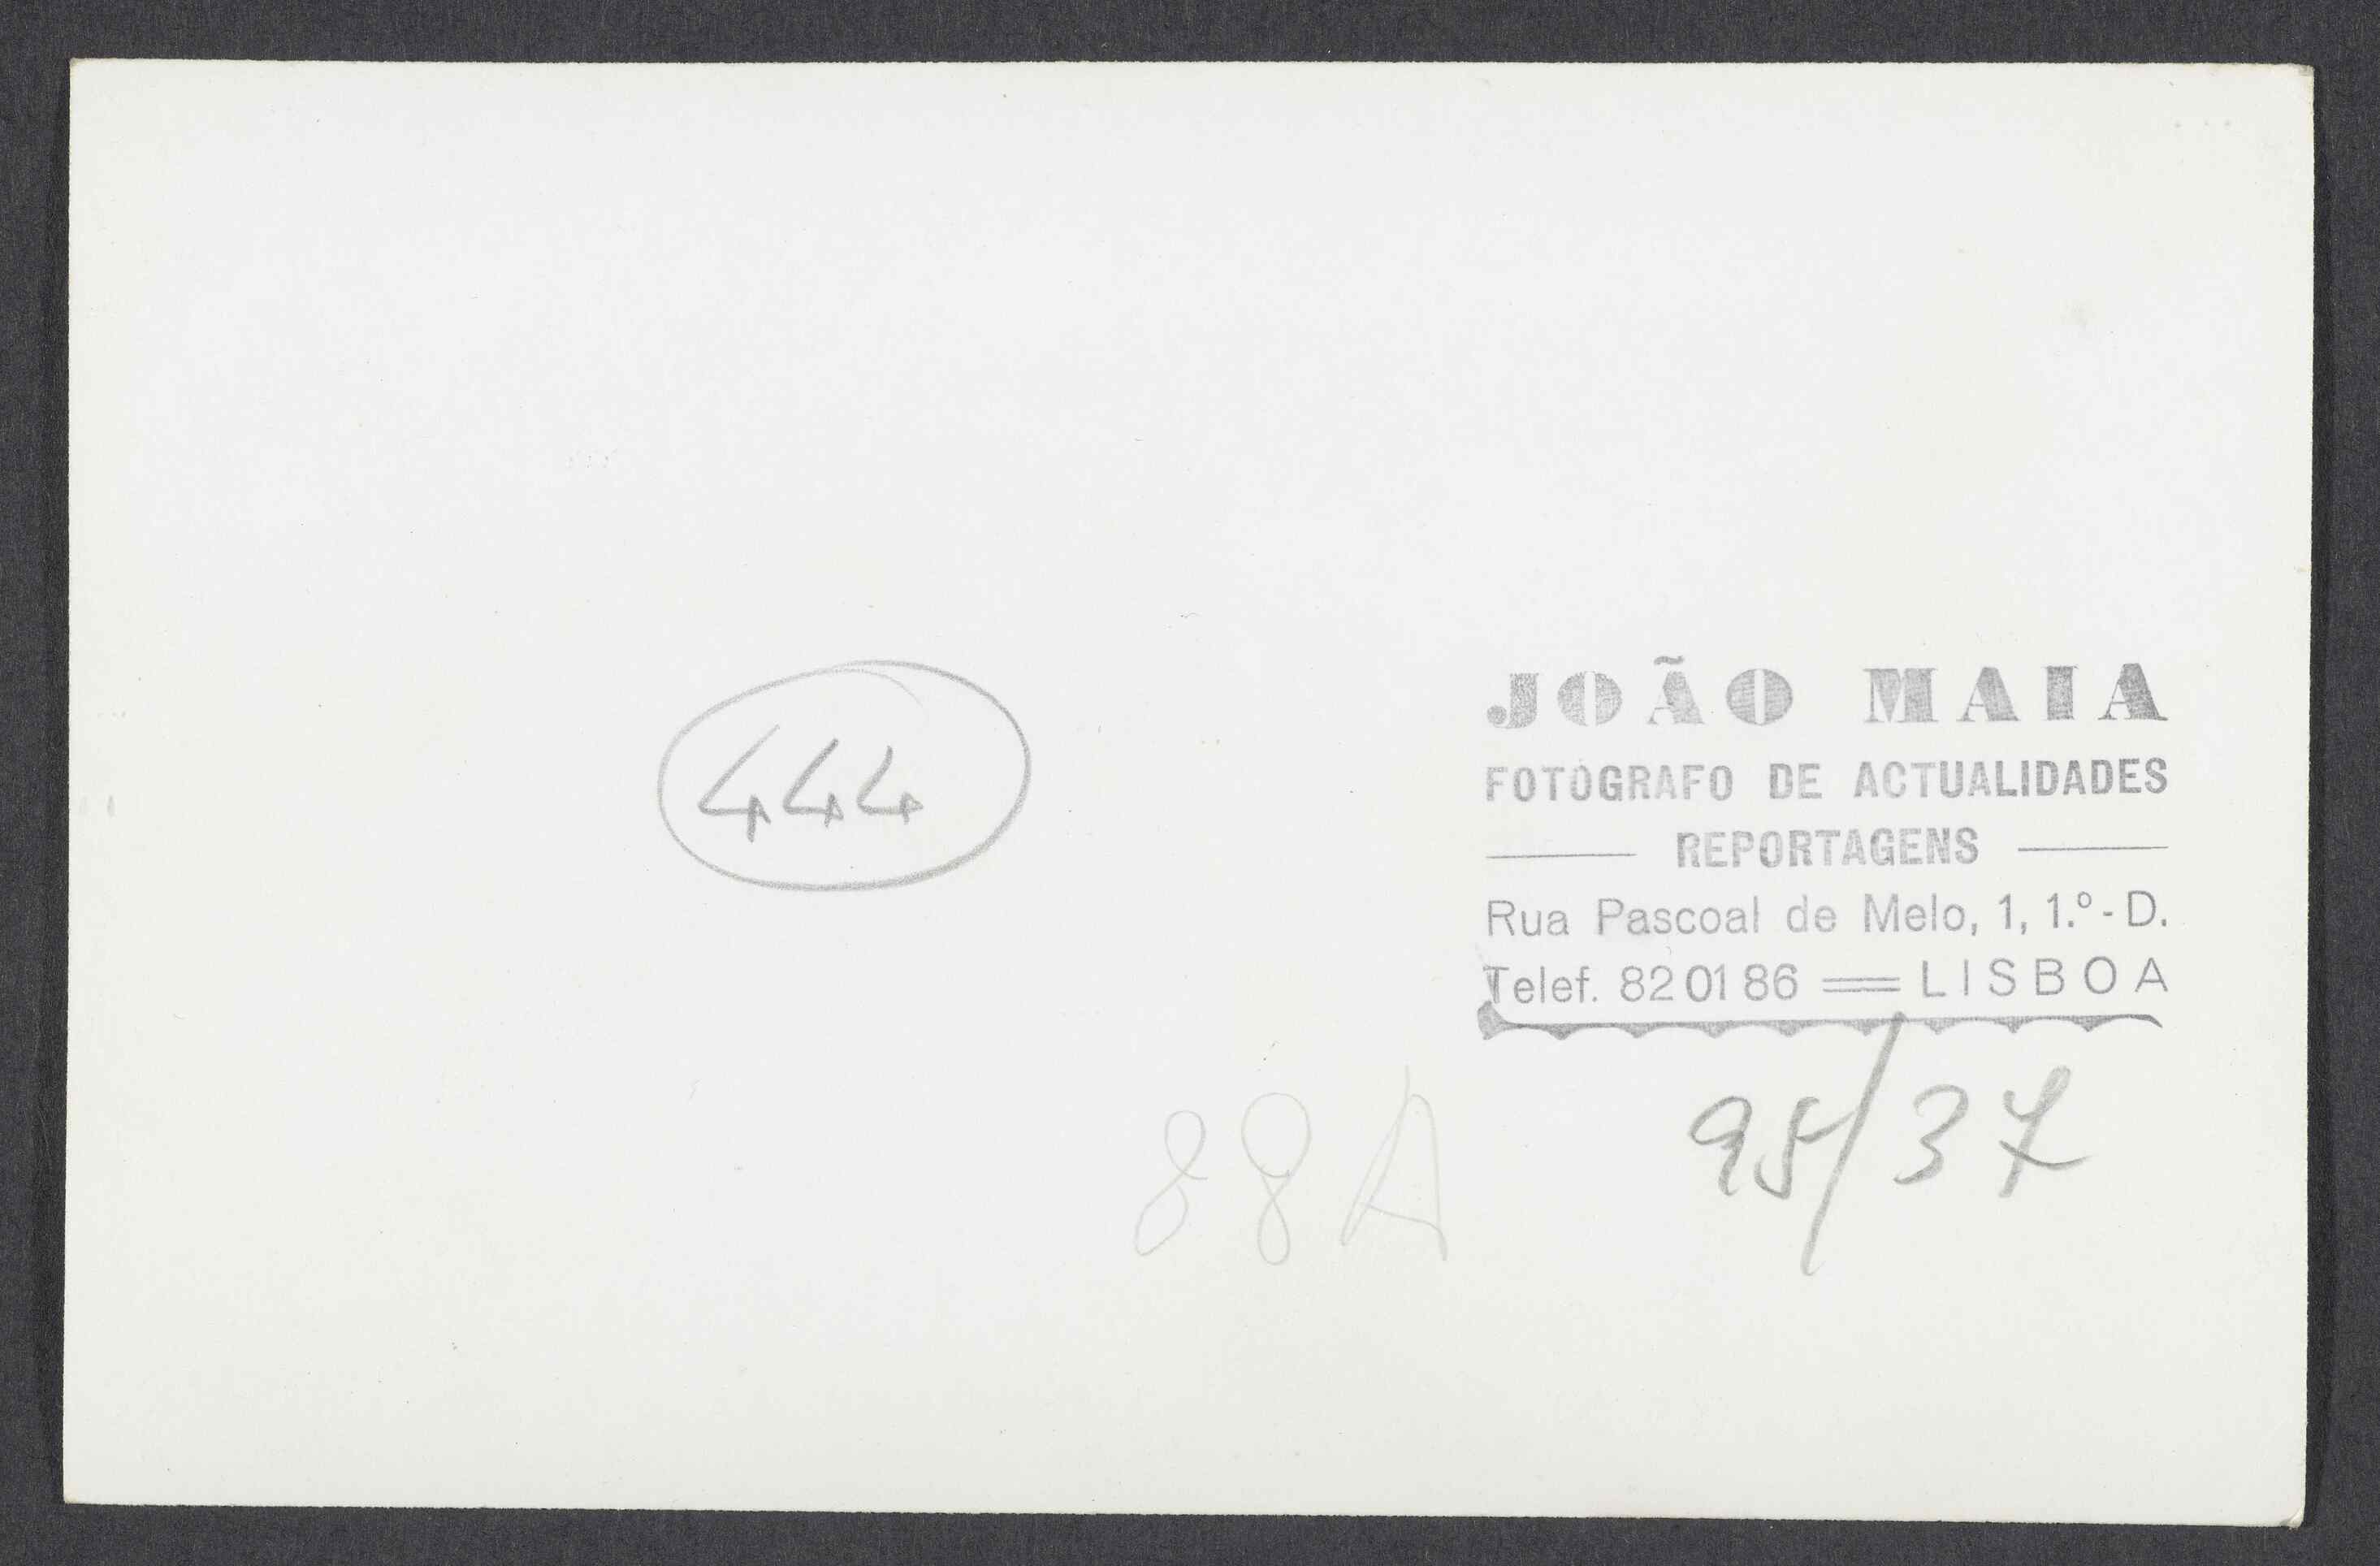 444
JOÃO MAIA
FOTÓGRAFO DE ACTUALIDADES
REPORTAGENS
Rua Pascoal de Melo, 1, 1.º - D.
Telef. 82 01 86 == LISBOA
95/37
88A